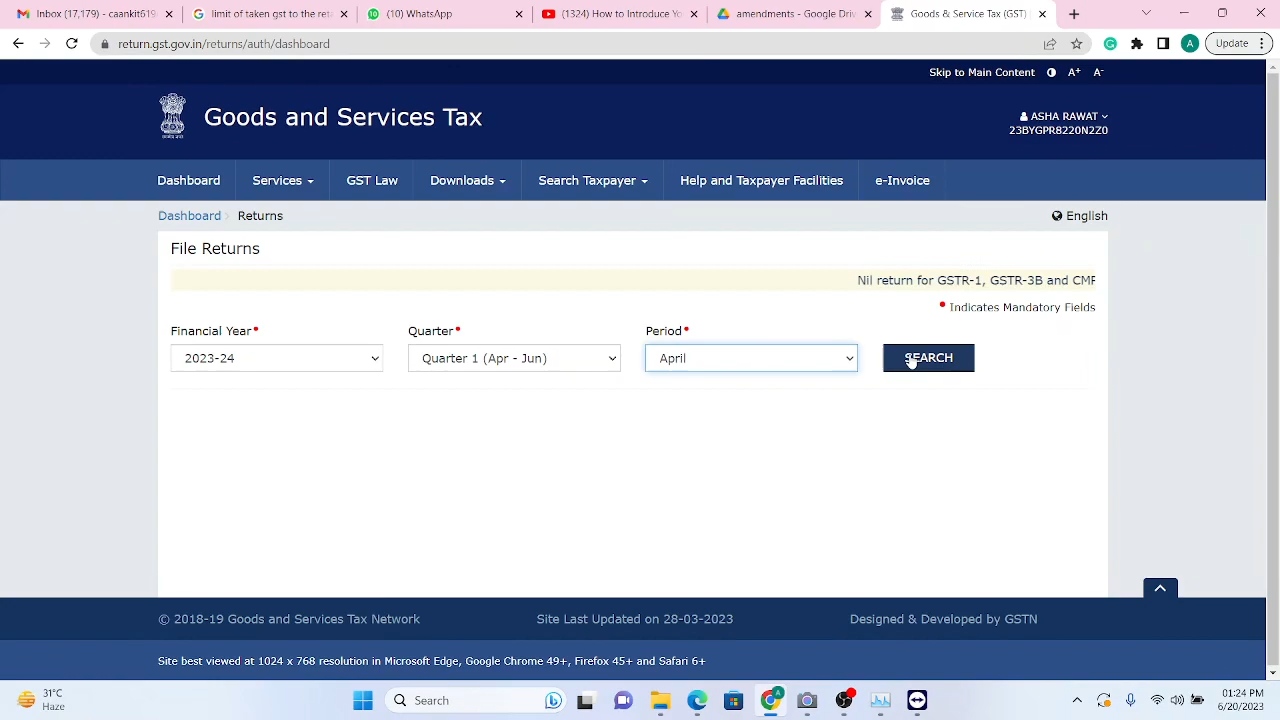 Inbox (17,179) - cienkit619
limit of taken gst to the reta
(10) WhatsApp
(1324) How to Introduce Yo
amendments - Google Drive
Goods & Service Tax (GST) |
return.gst.gov.in/returns/auth/dashboard
A
Update
Skip to Main Content A+ A-
Goods and Services Tax
ASHA RAWAT
23BYGPR8220N2Z0
Dashboard Services GST Law Downloads Search Taxpayer Help and Taxpayer Facilities e-Invoice
Dashboard Returns
English
File Returns
Nil return for GSTR-1, GSTR-3B and CMP
• Indicates Mandatory Fields
Financial Year• Quarter• Period•
2023-24 Quarter 1 (Apr - Jun) April SEARCH
© 2018-19 Goods and Services Tax Network Site Last Updated on 28-03-2023 Designed & Developed by GSTN
Site best viewed at 1024 x 768 resolution in Microsoft Edge, Google Chrome 49+, Firefox 45+ and Safari 6+
31°C
Haze
Search
01:24 PM
6/20/2023